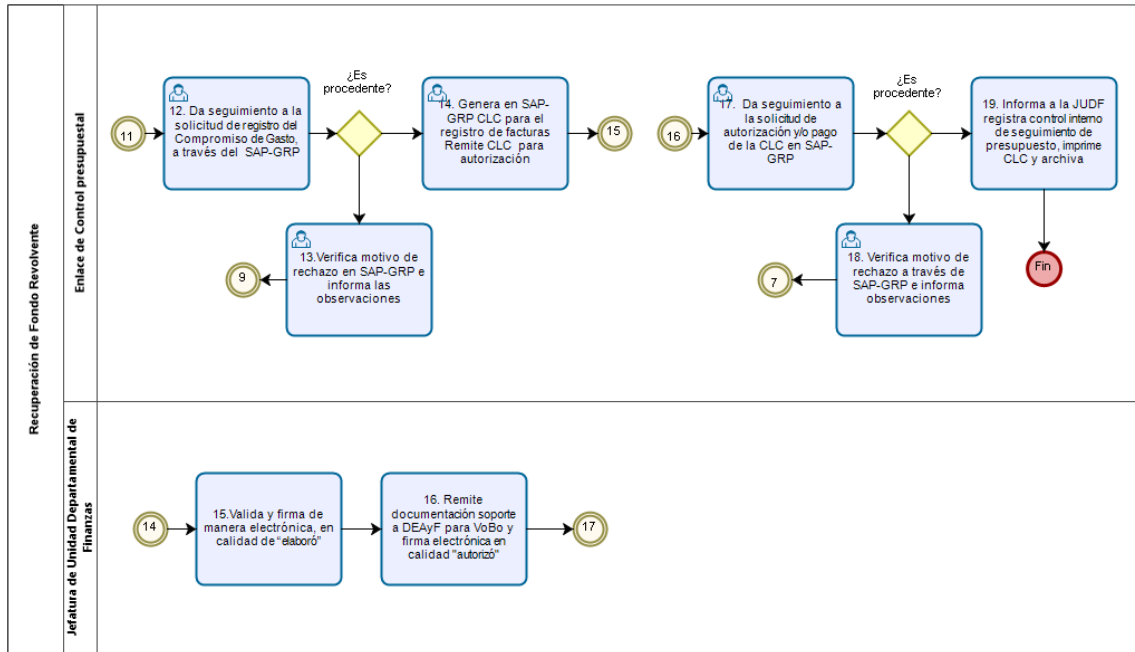 Recuperación de Fondo Revolvente
Enlace de Control presupuestal
11
12. Da seguimiento a la
solicitud de registro del
Compromiso de Gasto,
a través del SAP-GRP
¿Es
procedente?
14. Genera en SAP-
GRP CLC para el
registro de facturas
Remite CLC para
autorización
15
13.Verifica motivo de
rechazo en SAP-GRP e
informa las
observaciones
9
16
17. Da seguimiento a
la solicitud de
autorización y/o pago
de la CLC en SAP-
GRP
¿Es
procedente?
19. Informa a la JUDF
registra control interno
de seguimiento de
presupuesto, imprime
CLC y archiva
18. Verifica motivo de
rechazo a través de
SAP-GRP e informa
observaciones
7
Fin
Jefatura de Unidad Departamental de
Finanzas
14
15.Valida y firma de
manera electrónica, en
calidad de “elaboró”
16. Remite
documentación soporte
a DEAyF para VoBo y
firma electrónica en
calidad "autorizó"
17